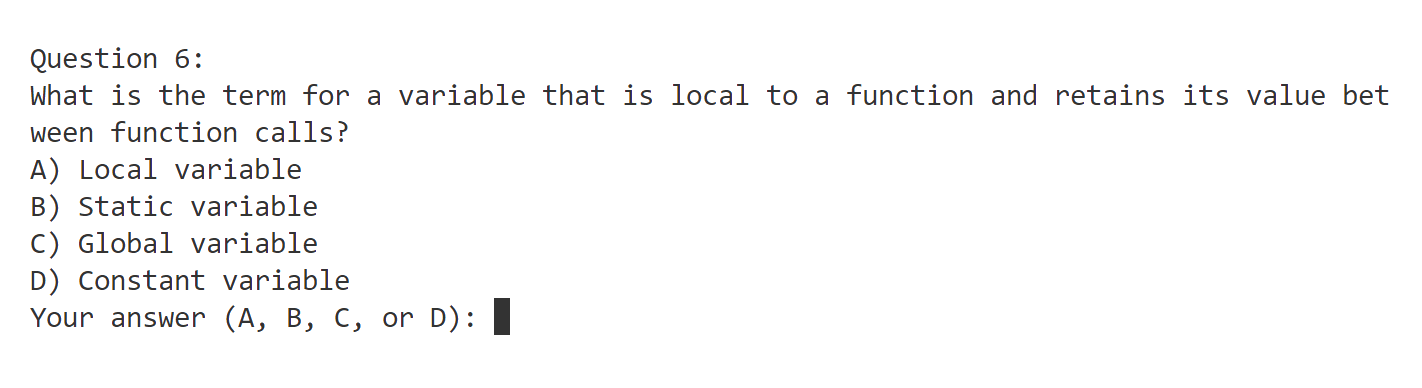 Question 6:
What is the term for a variable that is local to a function and retains its value bet
ween function calls?
A) Local variable
B) Static variable
C) Global variable
D) Constant variable
Your answer (A, B, C, or D):